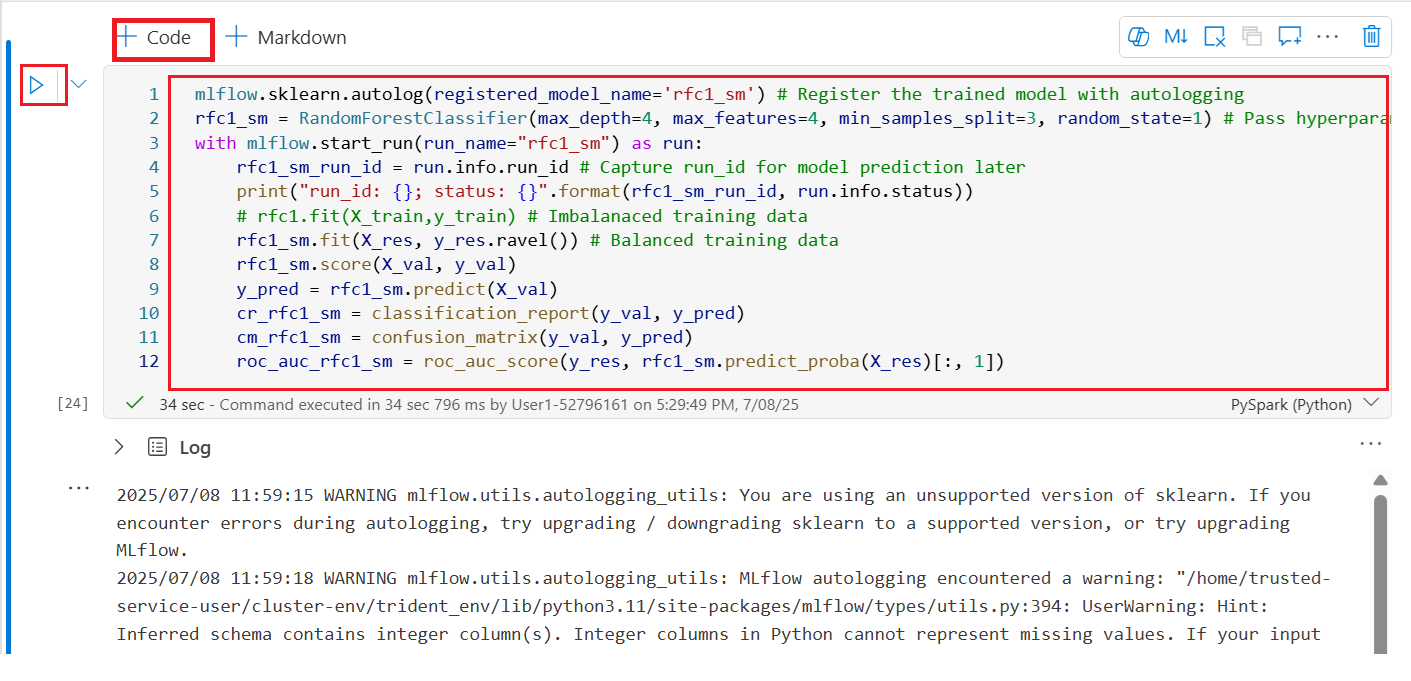 Code Markdown
1 mlflow.sklearn.autolog(registered_model_name='rfc1_sm') # Register the trained model with autologging
2 rfc1_sm = RandomForestClassifier(max_depth=4, max_features=4, min_samples_split=3, random_state=1) # Pass hyperparam
3 with mlflow.start_run(run_name="rfc1_sm") as run:
4 rfc1_sm_run_id = run.info.run_id # Capture run_id for model prediction later
5 print("run_id: {}; status: {}".format(rfc1_sm_run_id, run.info.status))
6 # rfc1.fit(X_train,y_train) # Imbalanaced training data
7 rfc1_sm.fit(X_res, y_res.ravel()) # Balanced training data
8 rfc1_sm.score(X_val, y_val)
9 y_pred = rfc1_sm.predict(X_val)
10 cr_rfc1_sm = classification_report(y_val, y_pred)
11 cm_rfc1_sm = confusion_matrix(y_val, y_pred)
12 roc_auc_rfc1_sm = roc_auc_score(y_res, rfc1_sm.predict_proba(X_res)[:, 1])
[24] 34 sec - Command executed in 34 sec 796 ms by User1-52796161 on 5:29:49 PM, 7/08/25 PySpark (Python)
Log
2025/07/08 11:59:15 WARNING mlflow.utils.autologging_utils: You are using an unsupported version of sklearn. If you
encounter errors during autologging, try upgrading / downgrading sklearn to a supported version, or try upgrading
MLflow.
2025/07/08 11:59:18 WARNING mlflow.utils.autologging_utils: MLflow autologging encountered a warning: "/home/trusted-
service-user/cluster-env/trident_env/lib/python3.11/site-packages/mlflow/types/utils.py:394: UserWarning: Hint:
Inferred schema contains integer column(s). Integer columns in Python cannot represent missing values. If your input